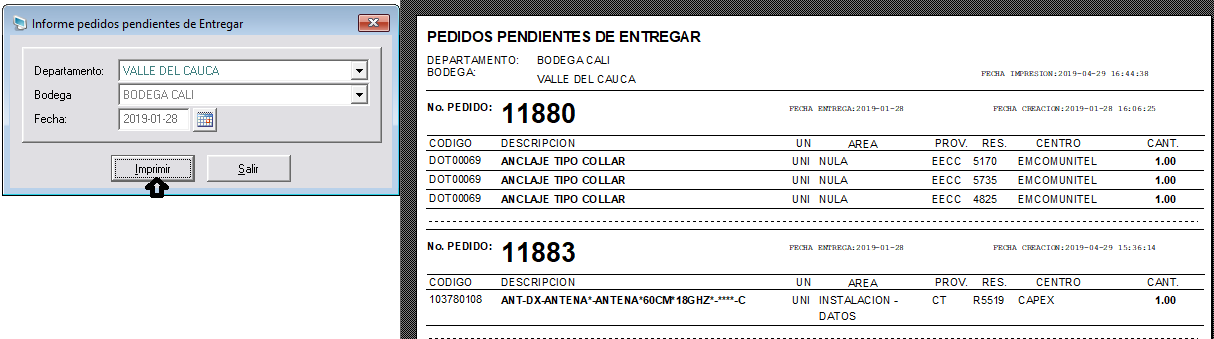 Informe pedidos pendientes de Entregar
Departamento: VALLE DEL CAUCA
Bodega BODEGA CALI
Fecha: 2019-01-28
Imprimir Salir
PEDIDOS PENDIENTES DE ENTREGAR
DEPARTAMENTO: BODEGA CALI
BODEGA: VALLE DEL CAUCA
FECHA IMPRESION:2019-04-29 16:44:38
No. PEDIDO: 11880 FECHA ENTREGA:2019-01-28 FECHA CREACION:2019-01-28 16:06:25
CODIGO DESCRIPCION UN AREA PROV. RES. CENTRO CANT.
DOT00069 ANCLAJE TIPO COLLAR UNI NULA EECC 5170 EMCOMUNITEL 1.00
DOT00069 ANCLAJE TIPO COLLAR UNI NULA EECC 5735 EMCOMUNITEL 1.00
DOT00069 ANCLAJE TIPO COLLAR UNI NULA EECC 4825 EMCOMUNITEL 1.00
No. PEDIDO: 11883 FECHA ENTREGA:2019-01-28 FECHA CREACION:2019-04-29 15:36:14
CODIGO DESCRIPCION UN AREA PROV. RES. CENTRO CANT.
103780108 ANT-DX-ANTENA*-ANTENA*60CM*18GHZ*-****-C UNI INSTALACION - CT R5519 CAPEX 1.00
DATOS